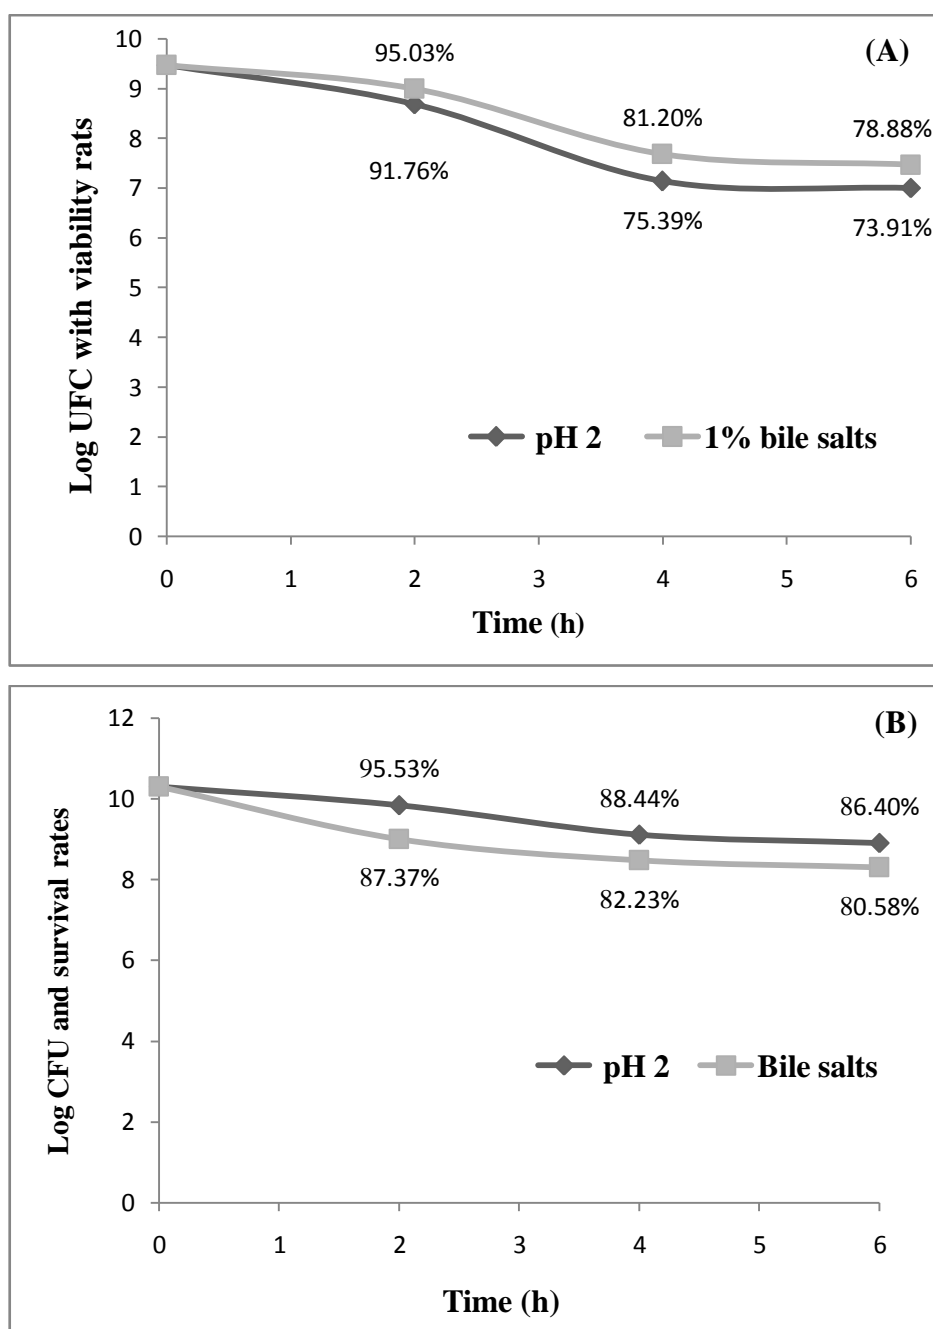 (A)
10
9
8
7
6
5
4
3
2
1
0
95.03%
81.20%
78.88%
91.76%
75.39%
73.91%
Log UFC with viability rats
pH 2
1% bile salts
0 1 2 3 4 5 6
Time (h)
(B)
12
10
8
6
4
2
0
95.53%
88.44%
86.40%
87.37%
82.23%
80.58%
Log CFU and survival rates
pH 2
Bile salts
0 1 2 3 4 5 6
Time (h)